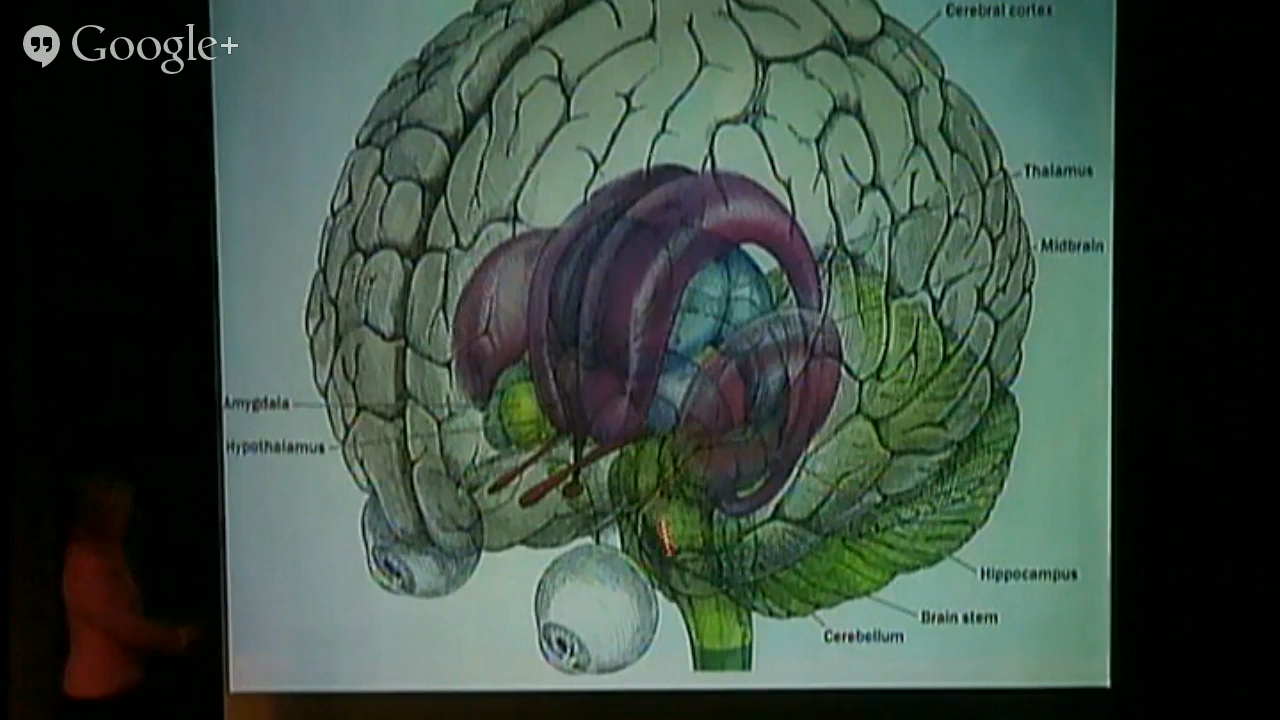 Google+
Cerebral cortex
Thalamus
Midbrain
Amygdala
Hypothalamus
Hippocampus
Brain stem
Cerebellum